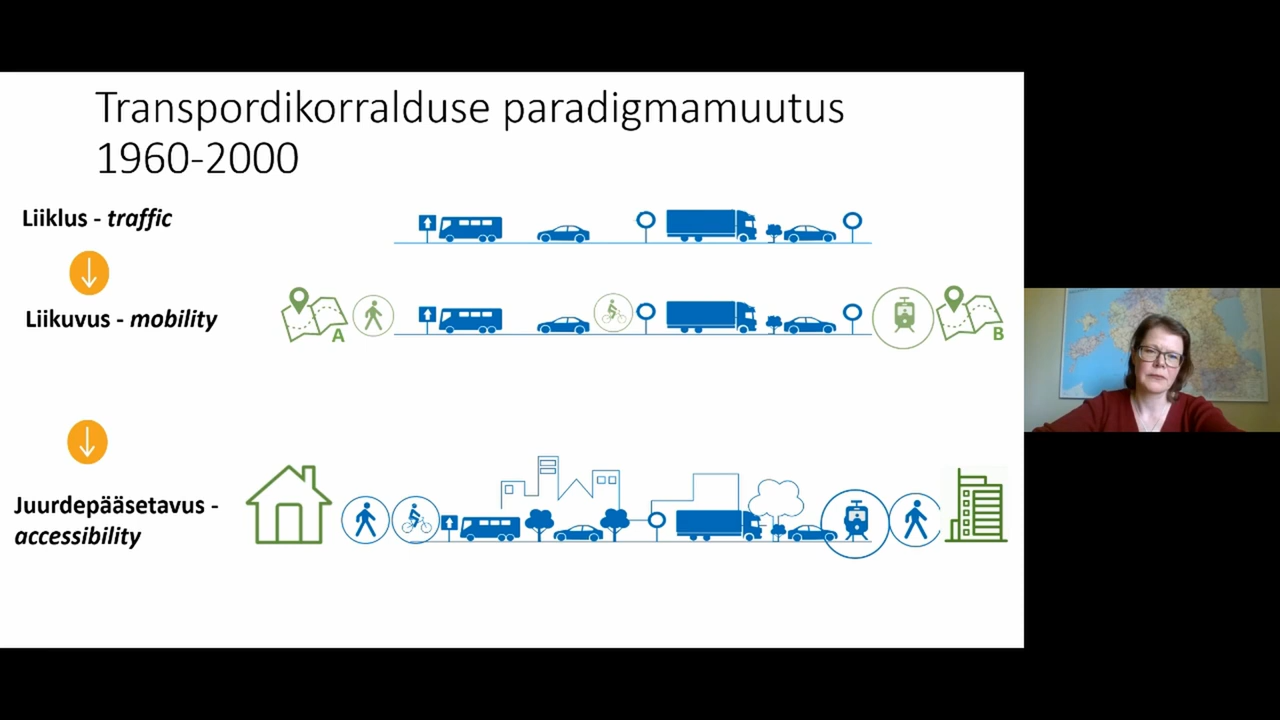 Transpordikorralduse paradigmamuutus
1960-2000
Liiklus - traffic
Liikuvus - mobility
A
B
Juurdepääsetavus -
accessibility